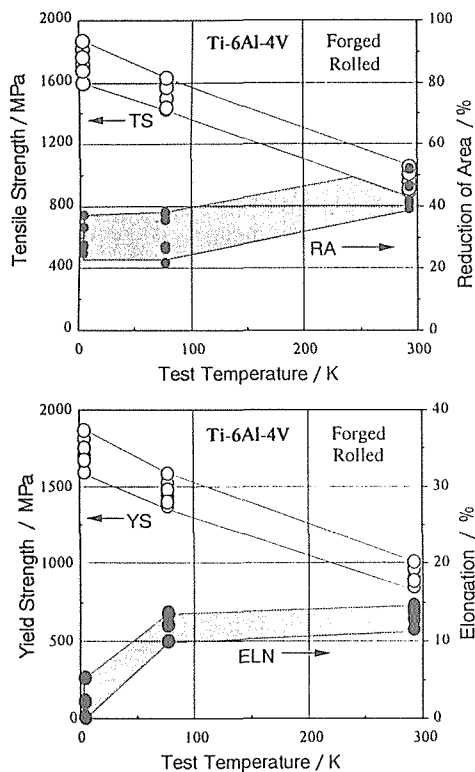 Tensile Strength / MPa
2000
1600
1200
800
400
0
Ti-6Al-4V
Forged
Rolled
TS
RA
100
80
60
40
20
0
Reduction of Area / %
0
100
200
300
Test Temperature / K
Yield Strength / MPa
2000
1500
1000
500
0
Ti-6Al-4V
Forged
Rolled
YS
ELN
40
30
20
10
0
Elongation / %
0
100
200
300
Test Temperature / K